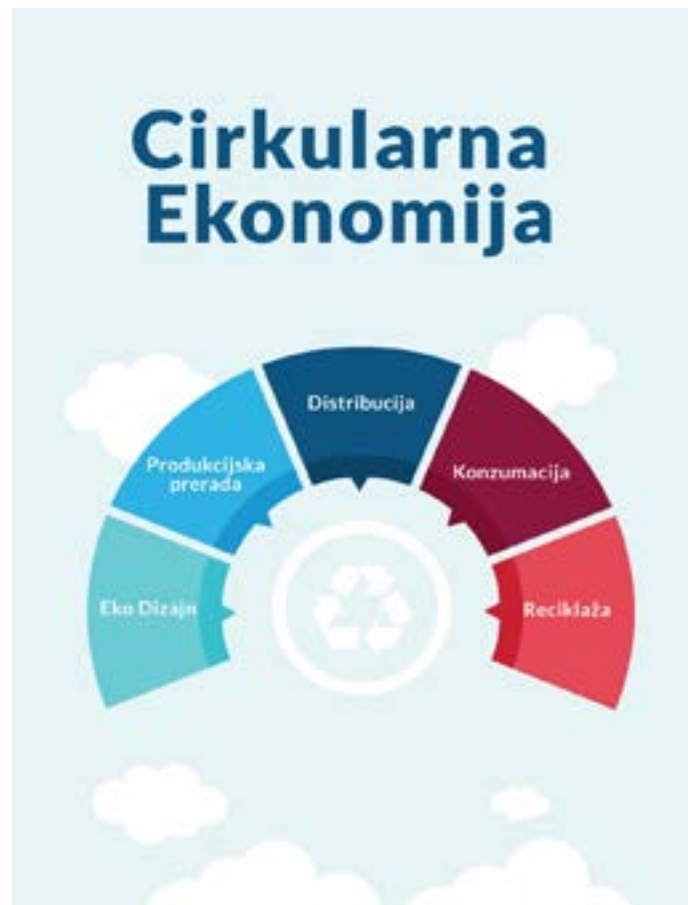 Cirkularna
Ekonomija
Distribucija
Produkcijska
prerada
Konzumacija
Eko Dizajn
Reciklaža